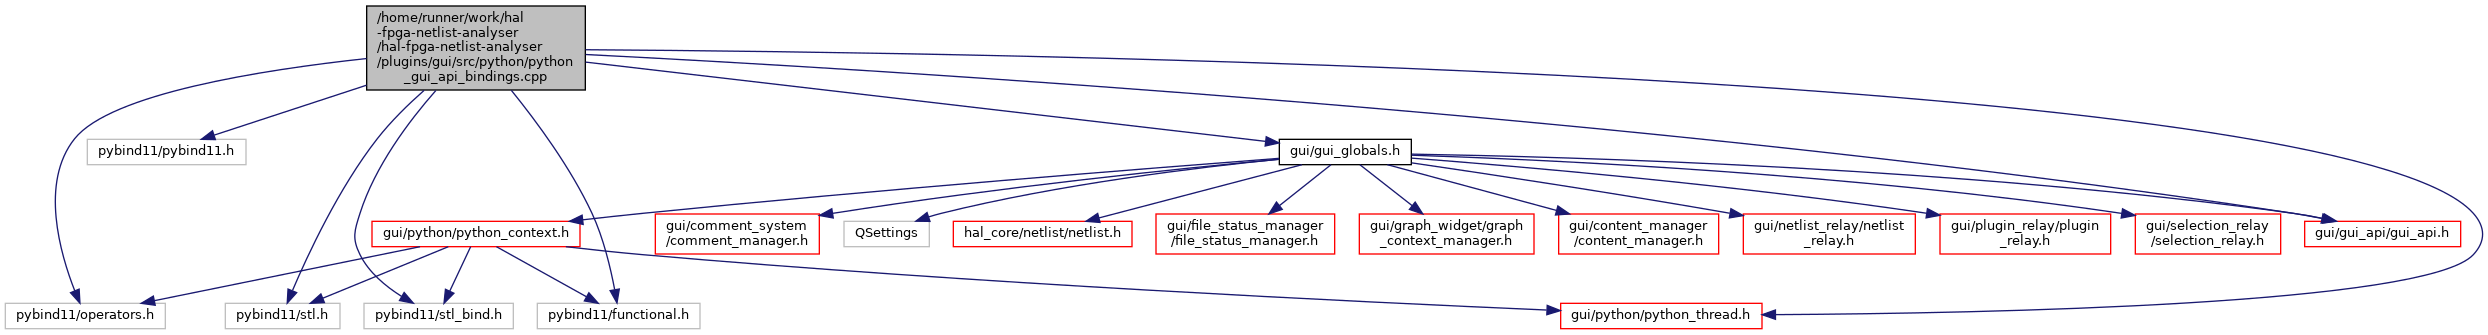 /home/runner/work/hal
-fpga-netlist-analyser
/hal-fpga-netlist-analyser
/plugins/gui/src/python/python
_gui_api_bindings.cpp
pybind11/pybind11.h
gui/gui_globals.h
gui/python/python_context.h
gui/comment_system
/comment_manager.h
QSettings
hal_core/netlist/netlist.h
gui/file_status_manager
/file_status_manager.h
gui/graph_widget/graph
_context_manager.h
gui/content_manager
/content_manager.h
gui/netlist_relay/netlist
_relay.h
gui/plugin_relay/plugin
_relay.h
gui/selection_relay
/selection_relay.h
gui/gui_api/gui_api.h
pybind11/operators.h
pybind11/stl.h
pybind11/stl_bind.h
pybind11/functional.h
gui/python/python_thread.h